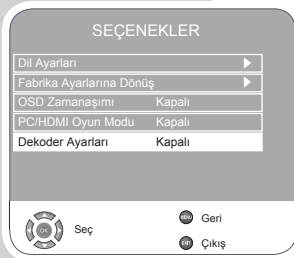 SEÇENEKLER
Dil Ayarları
Fabrika Ayarlarına Dönüş
OSD Zamanaşımı Kapalı
PC/HDMI Oyun Modu Kapalı
Dekoder Ayarları Kapalı
OK Seç
MENU Geri
EXIT Çıkış